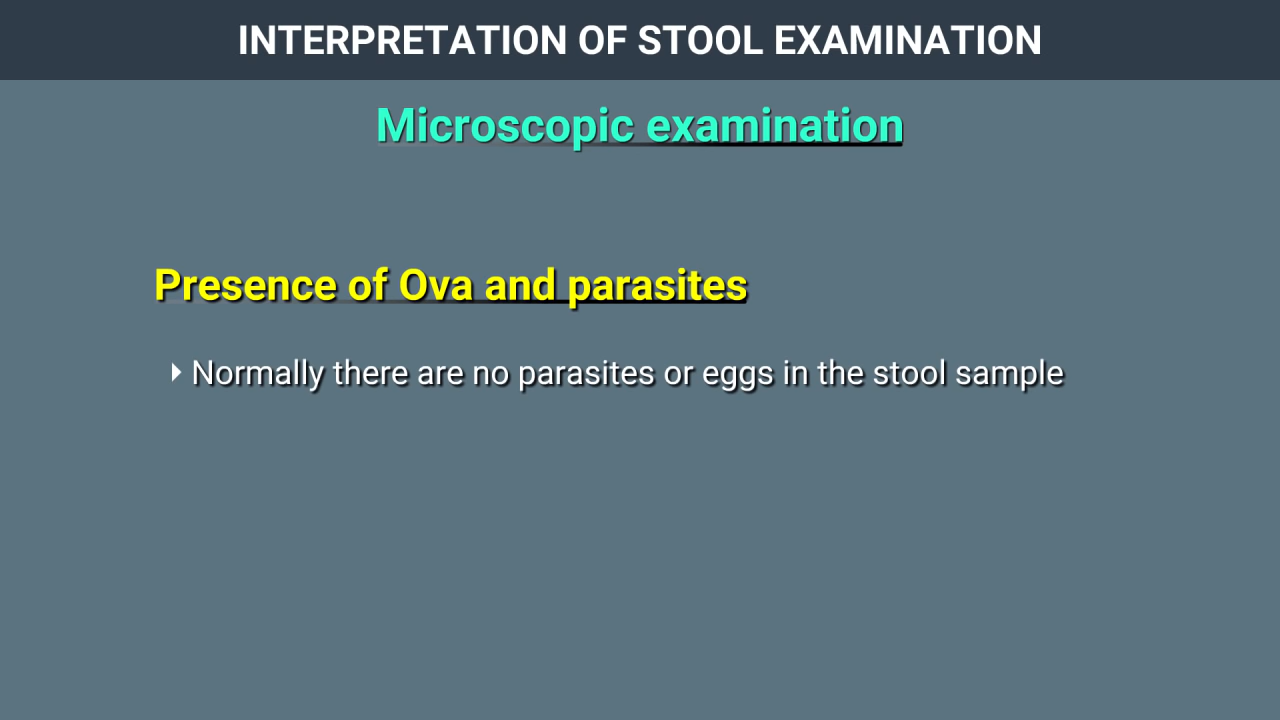 INTERPRETATION OF STOOL EXAMINATION
Microscopic examination
Presence of Ova and parasites
Normally there are no parasites or eggs in the stool sample